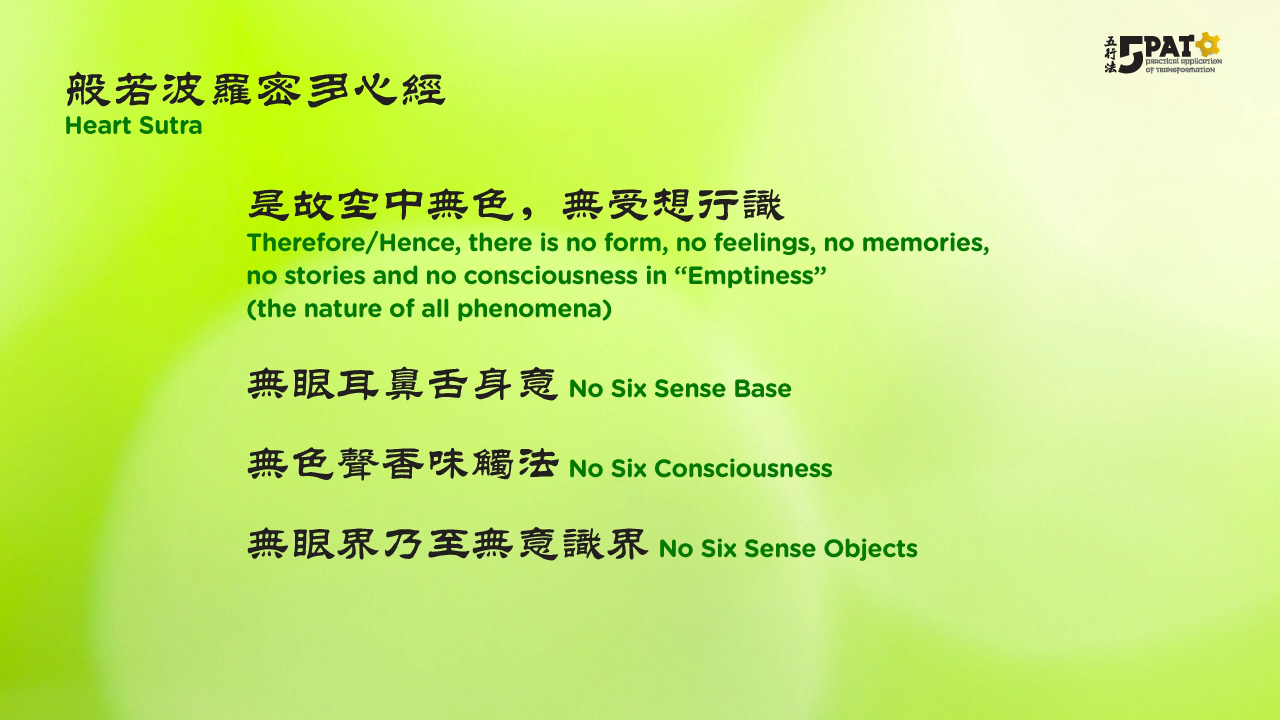 五行法
5PAT
PRACTICAL APPLICATION
OF TRANSFORMATION
般若波羅密多心經
Heart Sutra
是故空中無色，無受想行識
Therefore/Hence, there is no form, no feelings, no memories,
no stories and no consciousness in “Emptiness”
(the nature of all phenomena)
無眼耳鼻舌身意 No Six Sense Base
無色聲香味觸法 No Six Consciousness
無眼界乃至無意識界 No Six Sense Objects